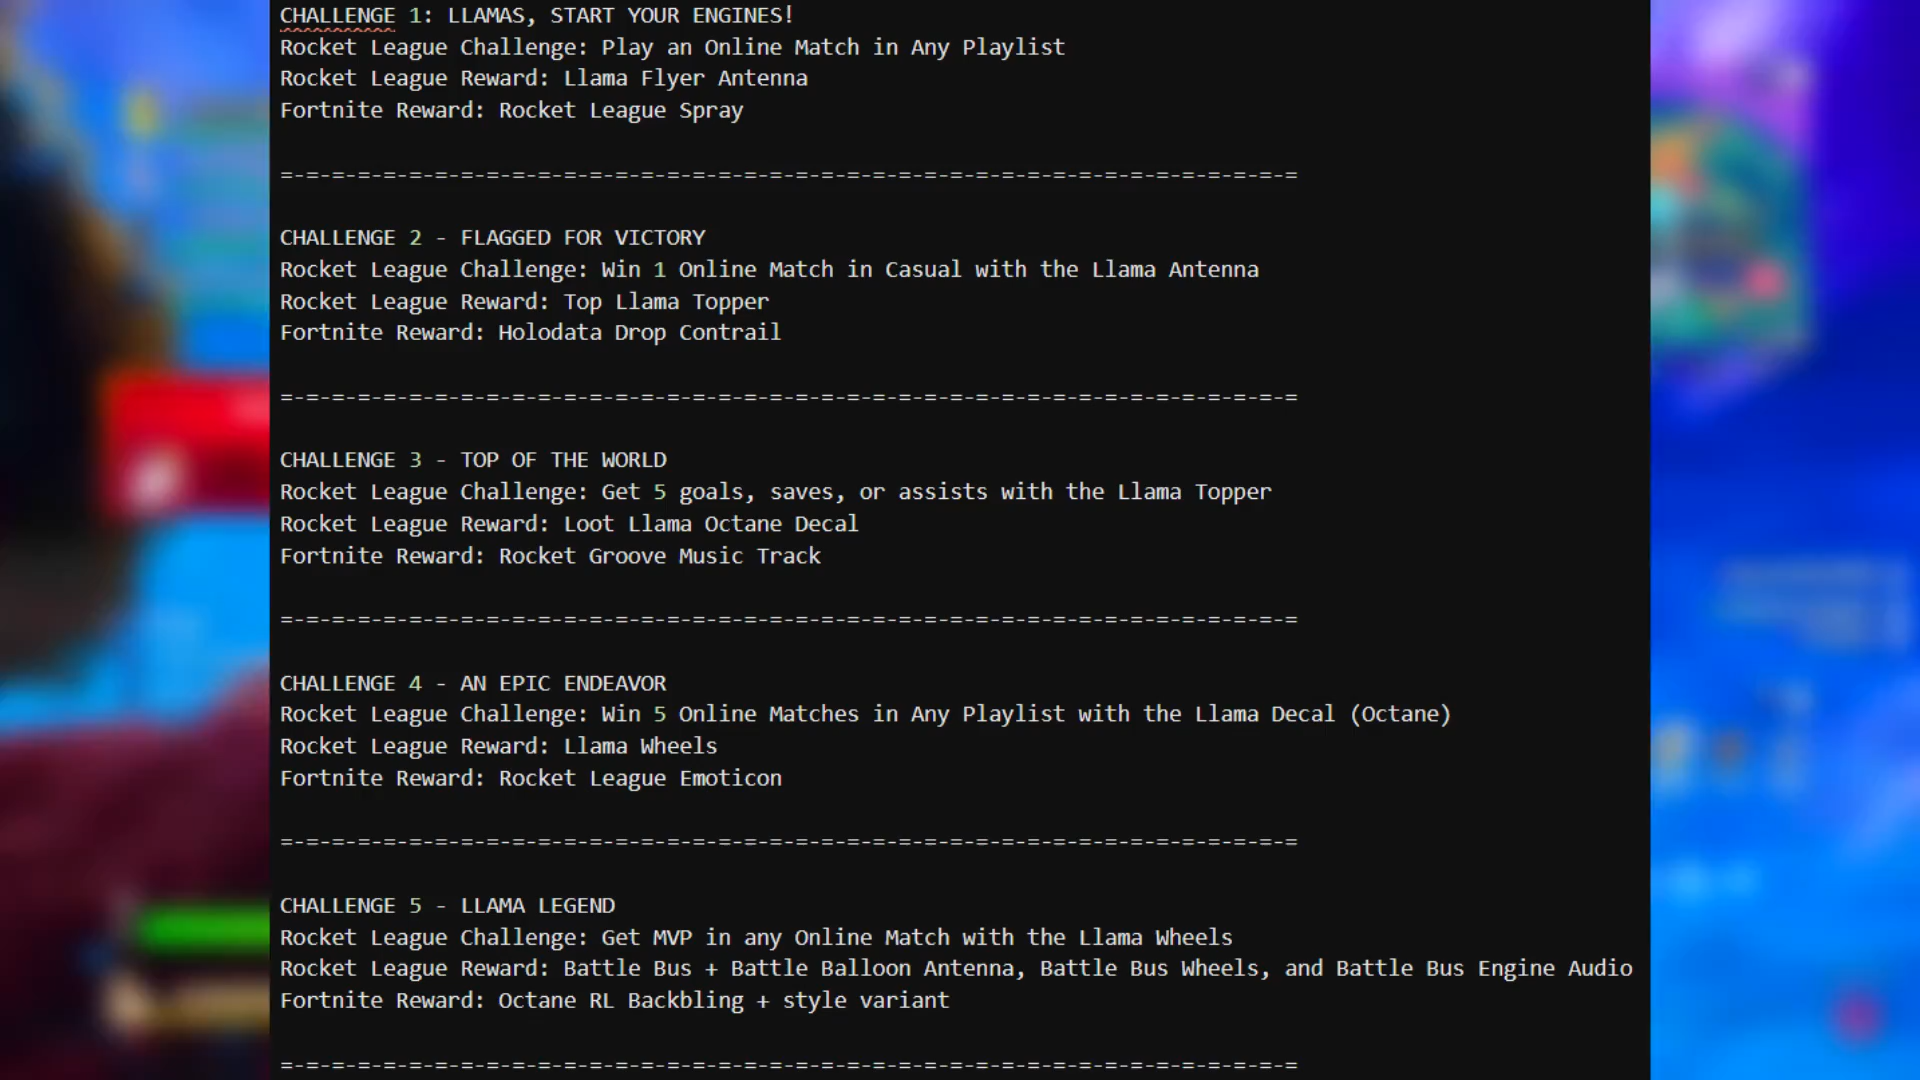 CHALLENGE 1: LLAMAS, START YOUR ENGINES!
Rocket League Challenge: Play an Online Match in Any Playlist
Rocket League Reward: Llama Flyer Antenna
Fortnite Reward: Rocket League Spray
=-=-=-=-=-=-=-=-=-=-=-=-=-=-=-=-=-=-=-=-=-=-=-=-=-=-=-=-=-=-=-=-=-=-=-=-=-=-=-=
CHALLENGE 2 - FLAGGED FOR VICTORY
Rocket League Challenge: Win 1 Online Match in Casual with the Llama Antenna
Rocket League Reward: Top Llama Topper
Fortnite Reward: Holodata Drop Contrail
=-=-=-=-=-=-=-=-=-=-=-=-=-=-=-=-=-=-=-=-=-=-=-=-=-=-=-=-=-=-=-=-=-=-=-=-=-=-=-=
CHALLENGE 3 - TOP OF THE WORLD
Rocket League Challenge: Get 5 goals, saves, or assists with the Llama Topper
Rocket League Reward: Loot Llama Octane Decal
Fortnite Reward: Rocket Groove Music Track
=-=-=-=-=-=-=-=-=-=-=-=-=-=-=-=-=-=-=-=-=-=-=-=-=-=-=-=-=-=-=-=-=-=-=-=-=-=-=-=
CHALLENGE 4 - AN EPIC ENDEAVOR
Rocket League Challenge: Win 5 Online Matches in Any Playlist with the Llama Decal (Octane)
Rocket League Reward: Llama Wheels
Fortnite Reward: Rocket League Emoticon
=-=-=-=-=-=-=-=-=-=-=-=-=-=-=-=-=-=-=-=-=-=-=-=-=-=-=-=-=-=-=-=-=-=-=-=-=-=-=-=
CHALLENGE 5 - LLAMA LEGEND
Rocket League Challenge: Get MVP in any Online Match with the Llama Wheels
Rocket League Reward: Battle Bus + Battle Balloon Antenna, Battle Bus Wheels, and Battle Bus Engine Audio
Fortnite Reward: Octane RL Backbling + style variant
=-=-=-=-=-=-=-=-=-=-=-=-=-=-=-=-=-=-=-=-=-=-=-=-=-=-=-=-=-=-=-=-=-=-=-=-=-=-=-=